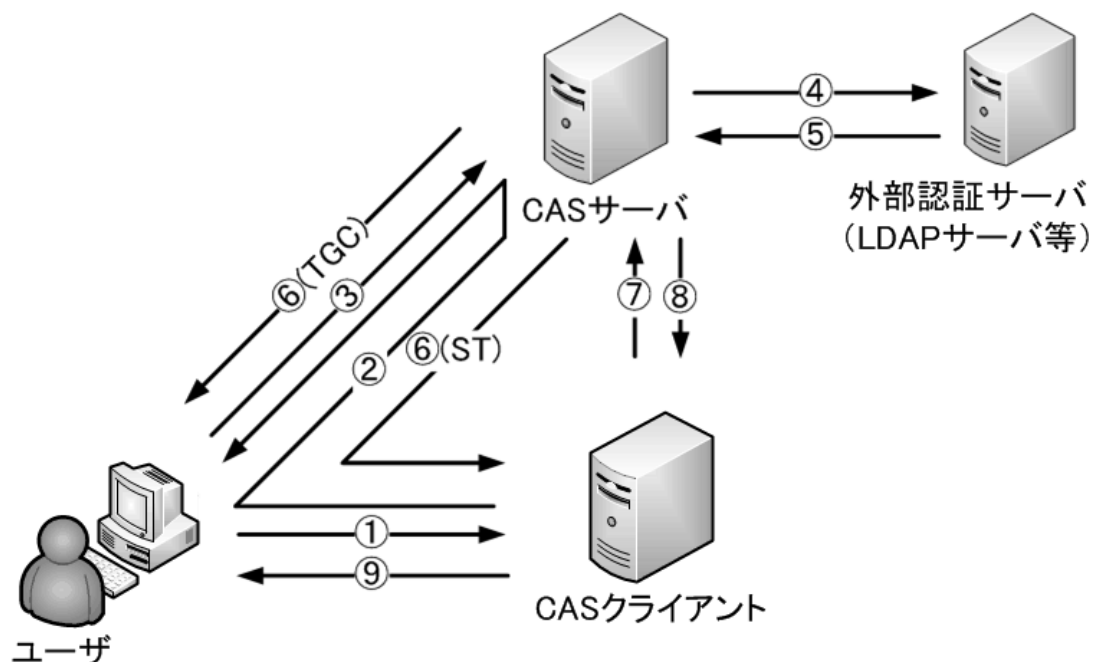 ④
⑤
CASサーバ
外部認証サーバ
（LDAPサーバ等）
⑥(TGC)
③
⑦
⑧
②
⑥(ST)
①
⑨
CASクライアント
ユーザ